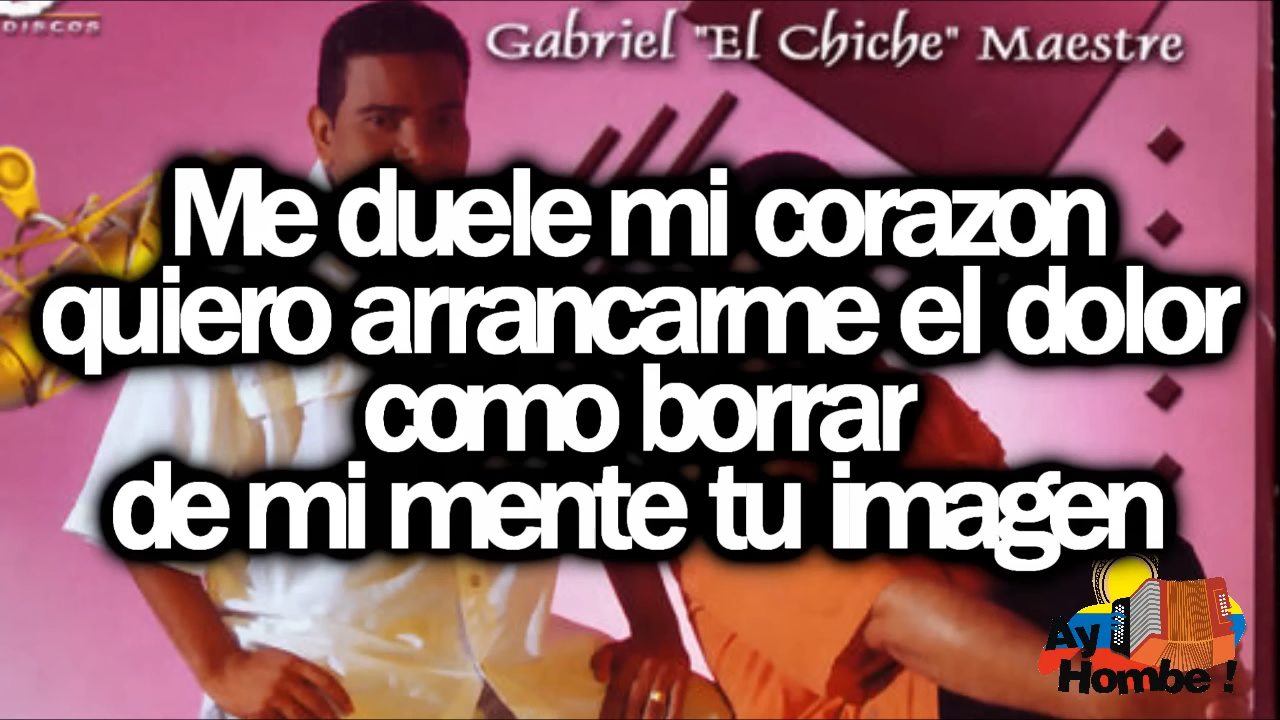 DISCOS
Gabriel "El Chiche" Maestre
Me duele mi corazon
quiero arrancarme el dolor
como borrar
de mi mente tu imagen
Ay
Hombe !